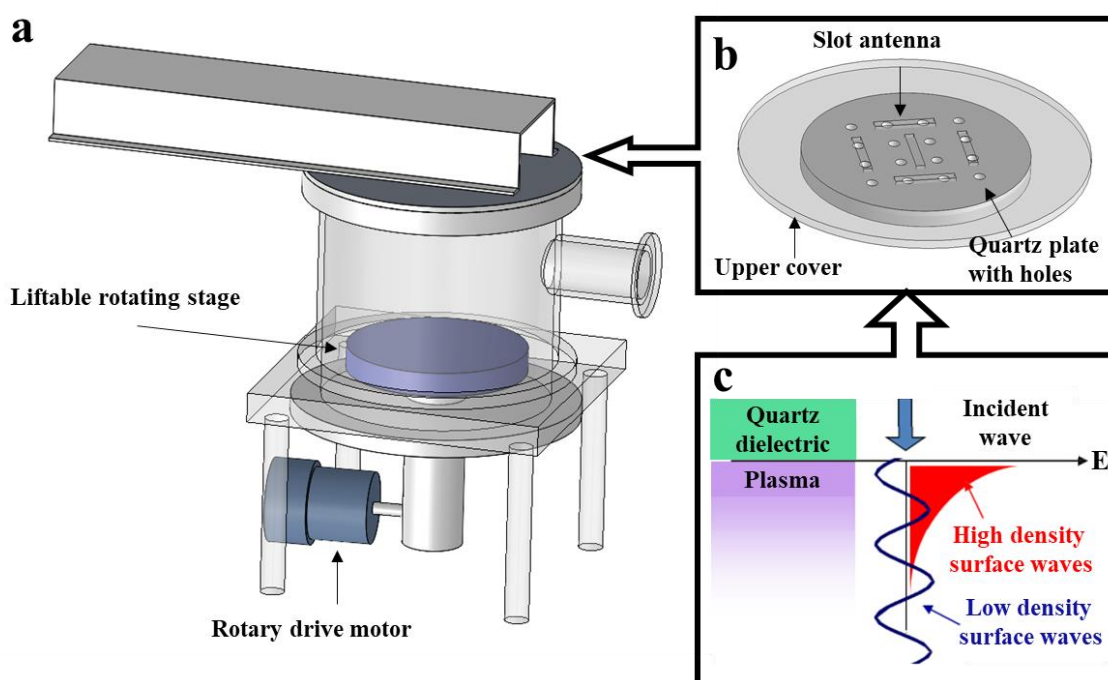 a
Liftable rotating stage
Rotary drive motor
b
Slot antenna
Upper cover
Quartz plate
with holes
c
Quartz
dielectric
Plasma
Incident
wave
E
High density
surface waves
Low density
surface waves